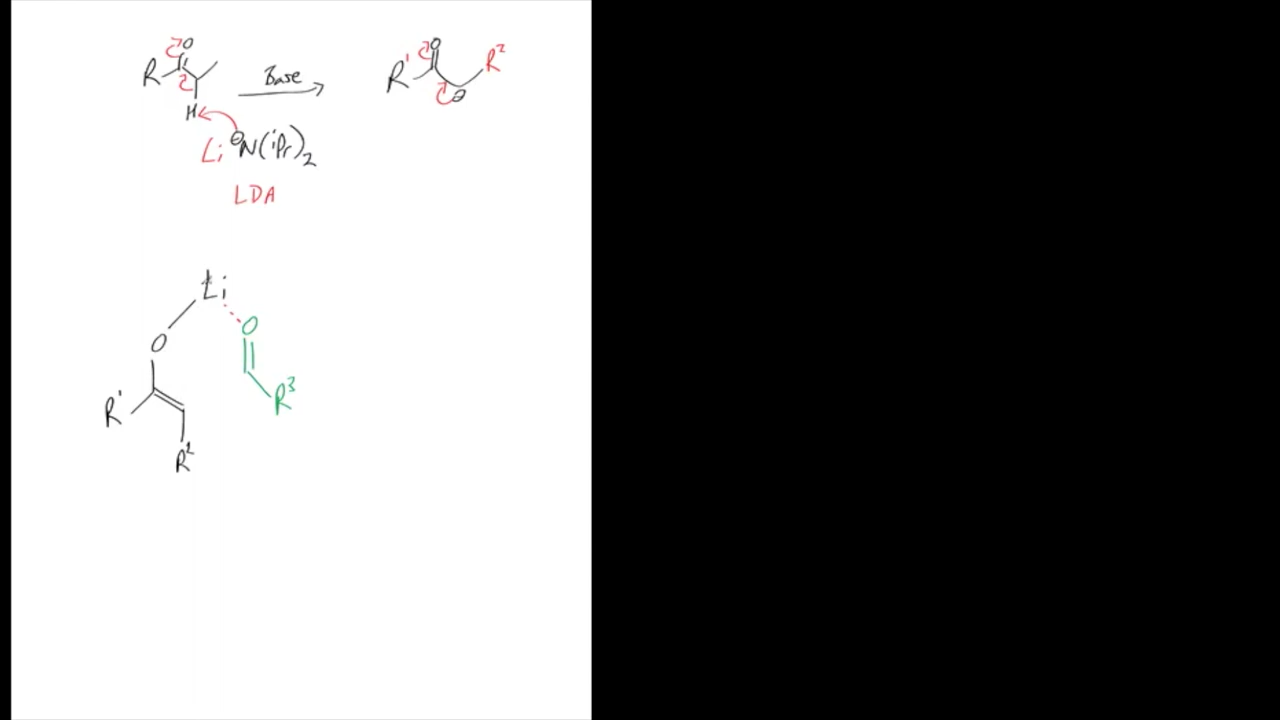 O
R
H
Base
O
R¹
R²
⊖
Li ⊖N(iPr)₂
LDA
Li
O
O
R¹
R³
R²